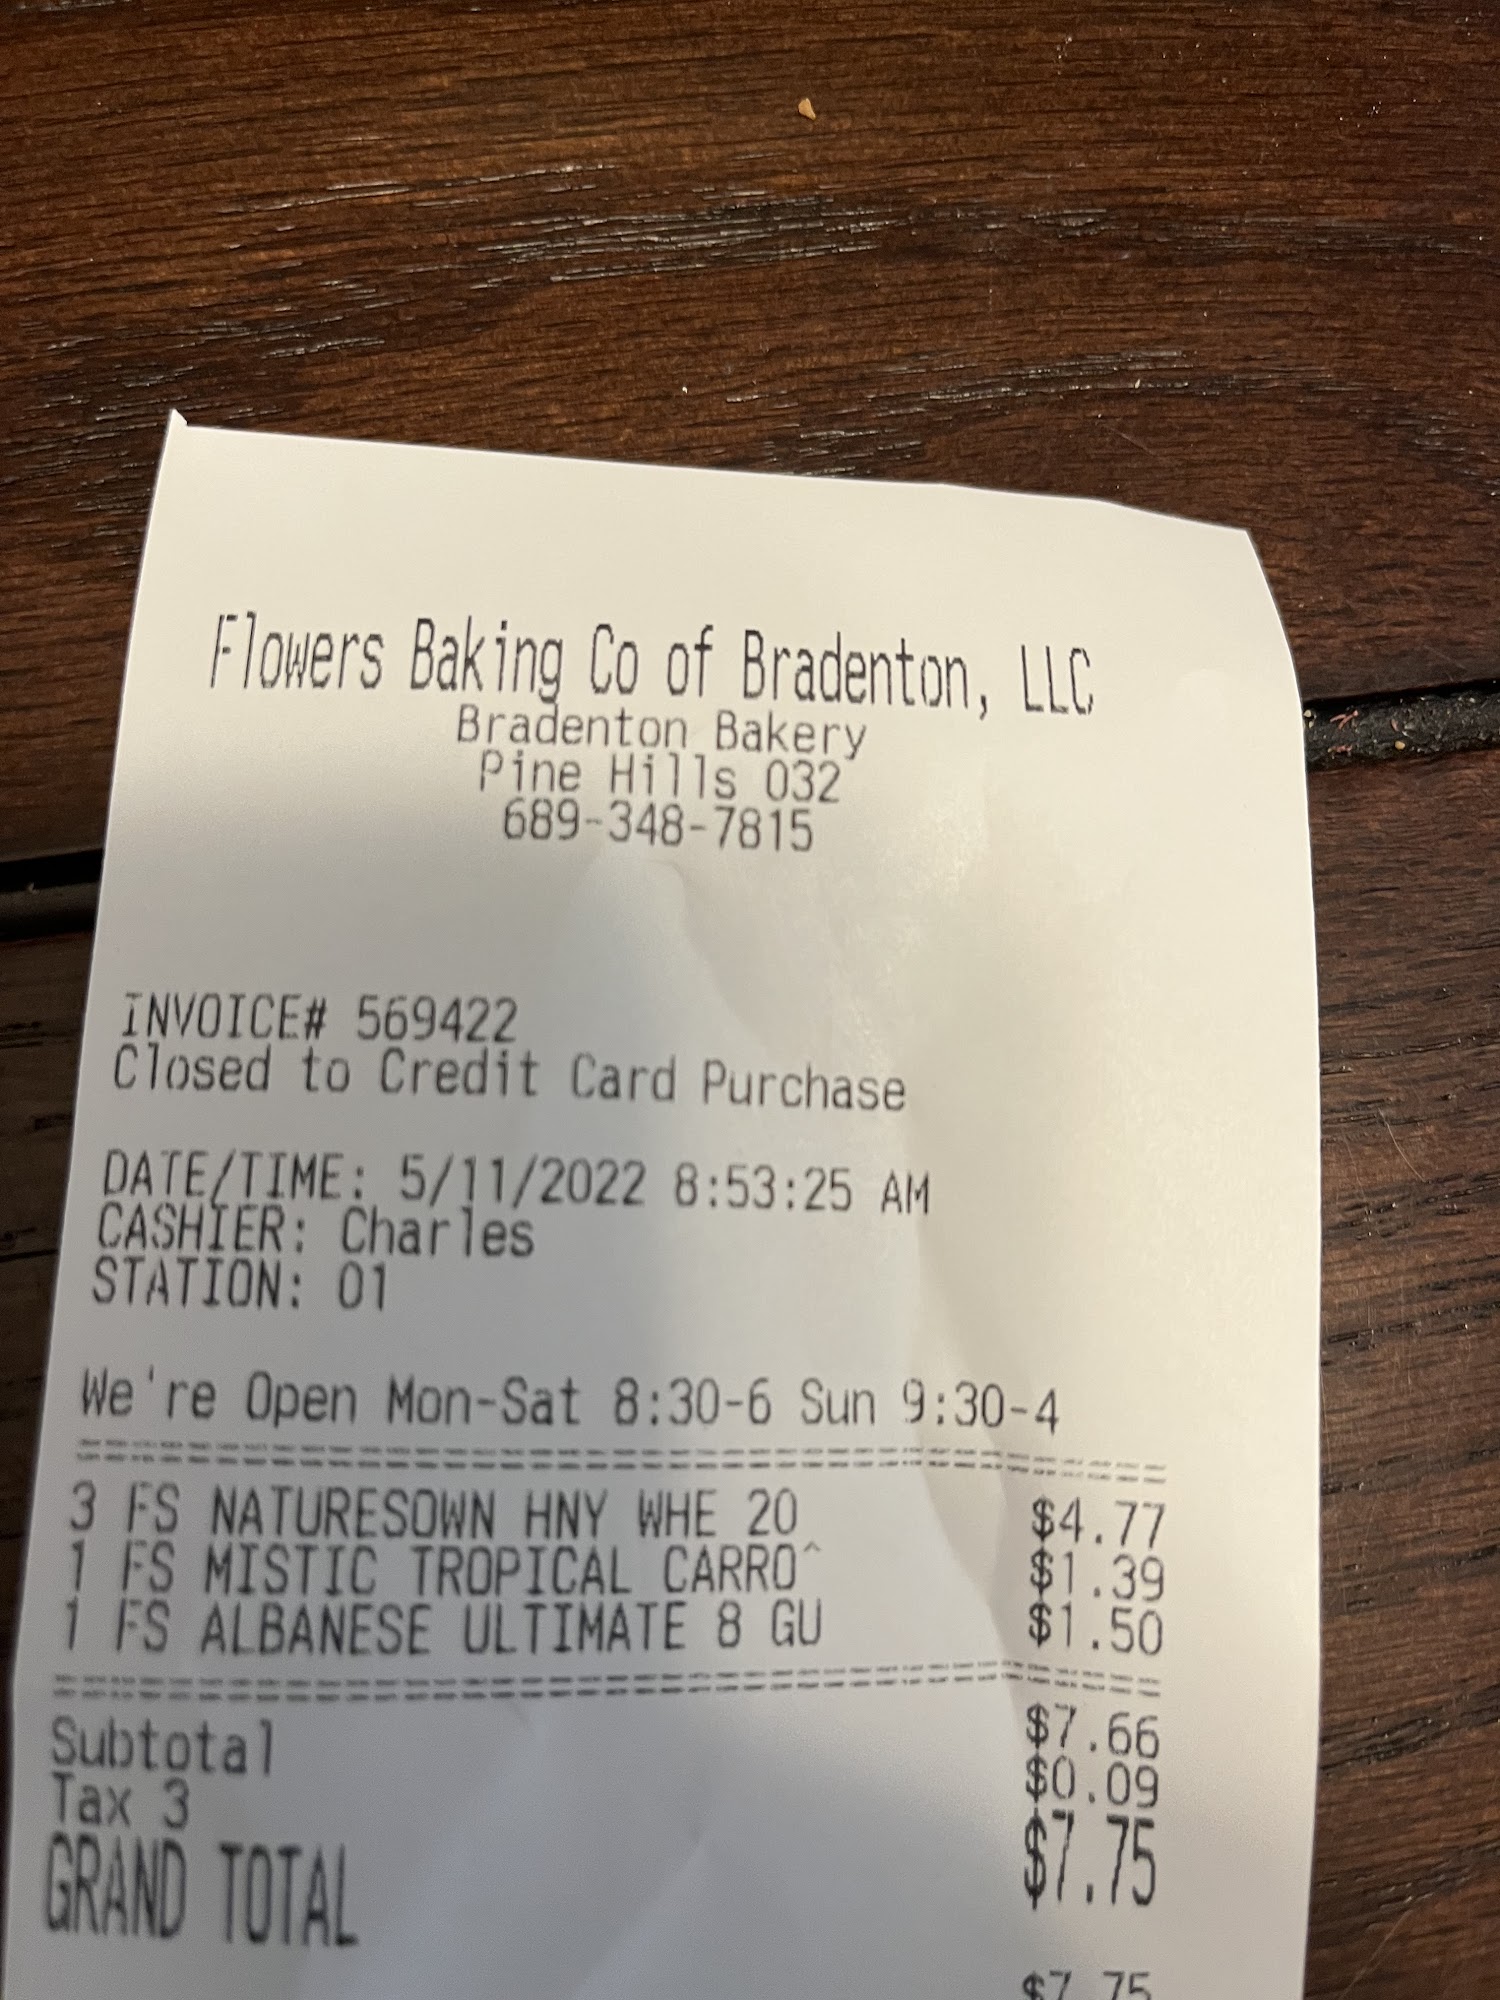 Flowers Baking Co of Bradenton, LLC
Bradenton Bakery
Pine Hills 032
689-348-7815
INVOICE# 569422
Closed to Credit Card Purchase
DATE/TIME: 5/11/2022 8:53:25 AM
CASHIER: Charles
STATION: 01
We're Open Mon-Sat 8:30-6 Sun 9:30-4
3 FS NATURESOWN HNY WHE 20 $4.77
1 FS MISTIC TROPICAL CARRO^ $1.39
1 FS ALBANESE ULTIMATE 8 GU $1.50
Subtotal $7.66
Tax 3 $0.09
GRAND TOTAL $7.75
$7.75